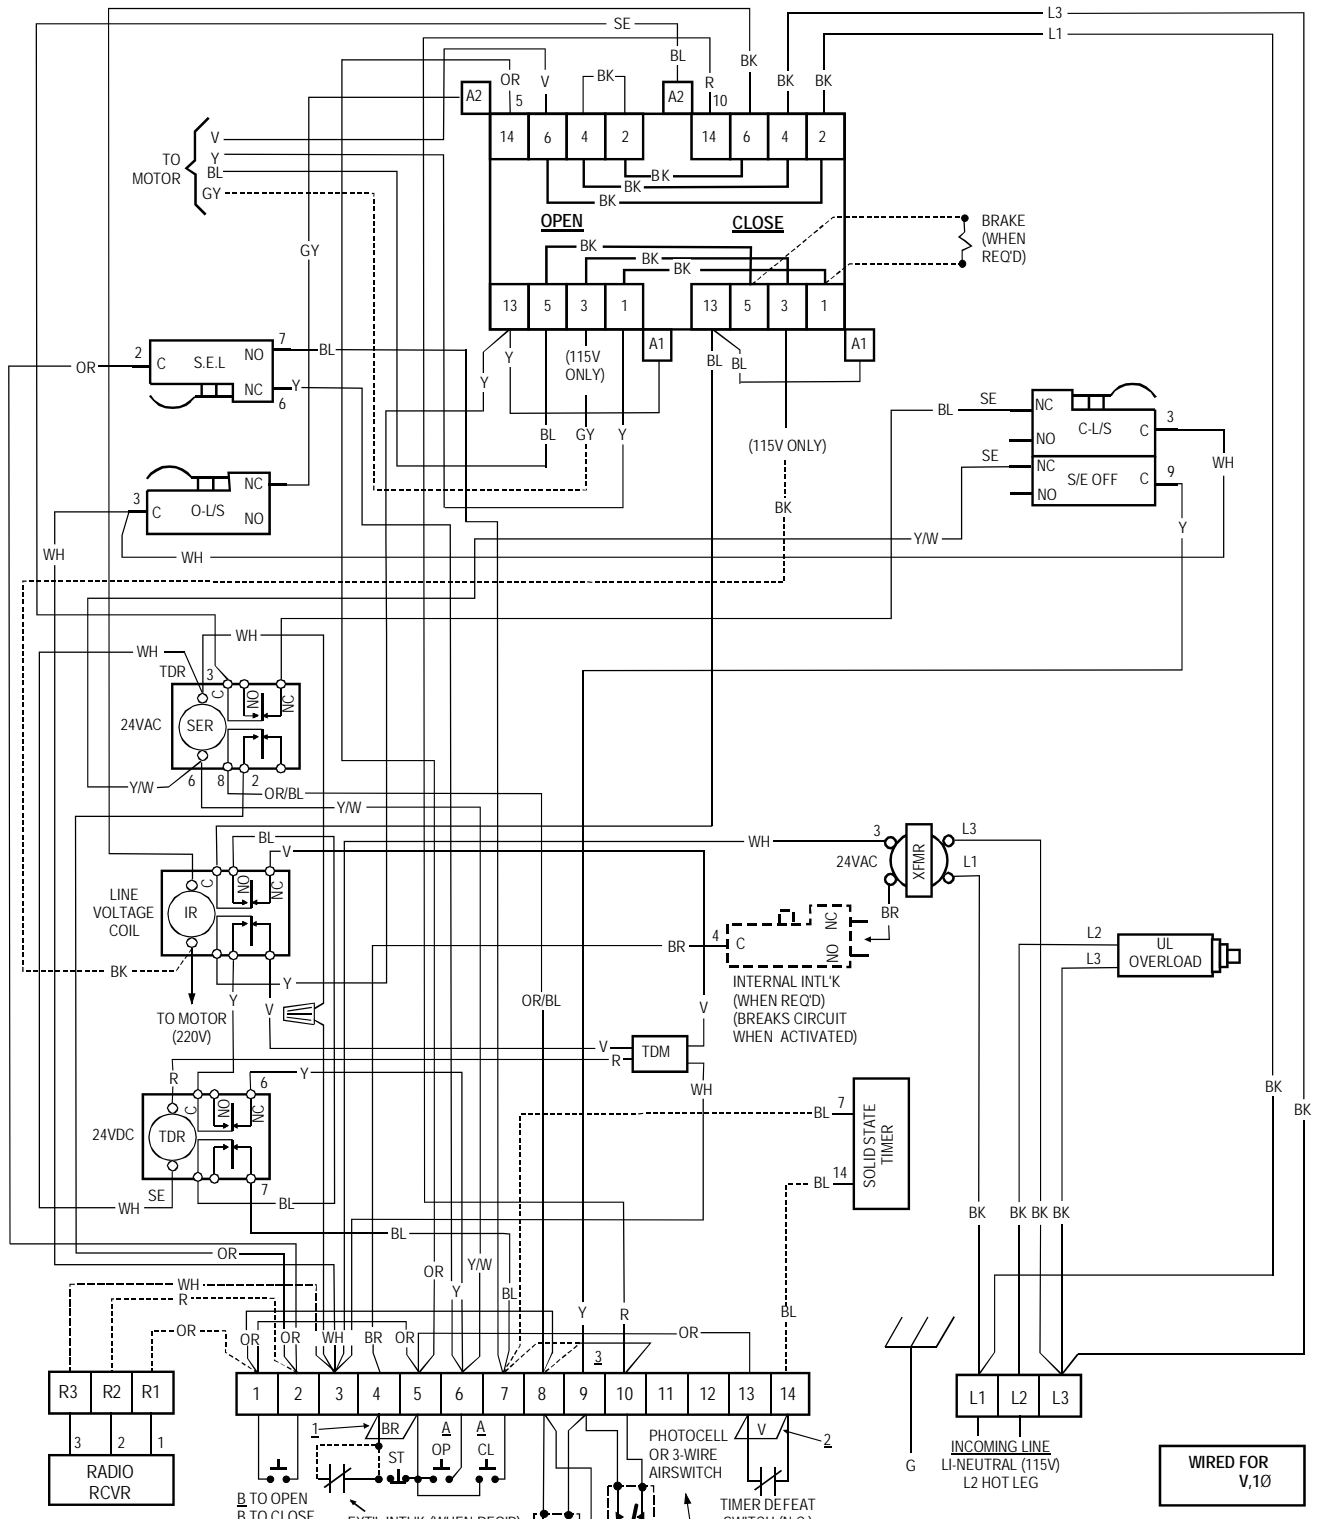 L3
SE
L1
BL
BK
OR
V
BK
R
BK
BK
A2
5
A2
10
14
6
4
2
14
6
4
2
V
Y
TO
MOTOR
BL
GY
BK
BK
BK
OPEN
CLOSE
BRAKE
(WHEN
REQ'D)
GY
BK
BK
BK
13
5
3
1
13
5
3
1
A1
A1
2
7
OR
C
S.E.L
NO
BL
NC
Y
6
Y
Y
(115V
ONLY)
BL
BL
BL
GY
Y
(115V ONLY)
BL
SE
NC
C-L/S
C
3
NO
WH
SE
NC
S/E OFF
C
9
NO
3
NC
C
O-L/S
NO
BK
Y
WH
WH
Y/W
WH
WH
TDR
3
C
NO
NC
24VAC
SER
Y/W
6
8
2
OR/BL
Y/W
BL
V
WH
3
L3
24VAC
XFMR
L1
C
NO
NC
LINE
VOLTAGE
COIL
IR
BR
BR
4
C
NC
NO
L2
L3
UL
OVERLOAD
BK
Y
Y
V
TO MOTOR
(220V)
OR/BL
V
INTERNAL INTL'K
(WHEN REQ'D)
(BREAKS CIRCUIT
WHEN ACTIVATED)
V
R
TDM
WH
R
6
Y
C
NO
NC
24VDC
TDR
SE
7
WH
BL
BL
7
BL
14
BL
SOLID STATE
TIMER
BK
BK
BK
BK
BK
BK
OR
OR
Y/W
Y
BL
WH
R
OR
Y
R
BL
OR
OR
WH
BR
OR
OR
3
R3
R2
R1
1
2
3
4
5
6
7
8
9
10
11
12
13
14
L1
L2
L3
3
2
1
RADIO
RCVR
1
BR
A
A
ST
OP
CL
PHOTOCELL
OR 3-WIRE
AIRSWITCH
V
2
G
INCOMING LINE
LI-NEUTRAL (115V)
L2 HOT LEG
WIRED FOR
V,1Ø
B TO OPEN
B TO CLOSE
TIMER DEFEAT